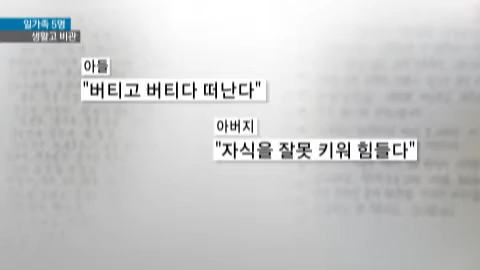 일가족 5명
생활고 비관
아들
"버티고 버티다 떠난다"
아버지
"자식을 잘못 키워 힘들다"